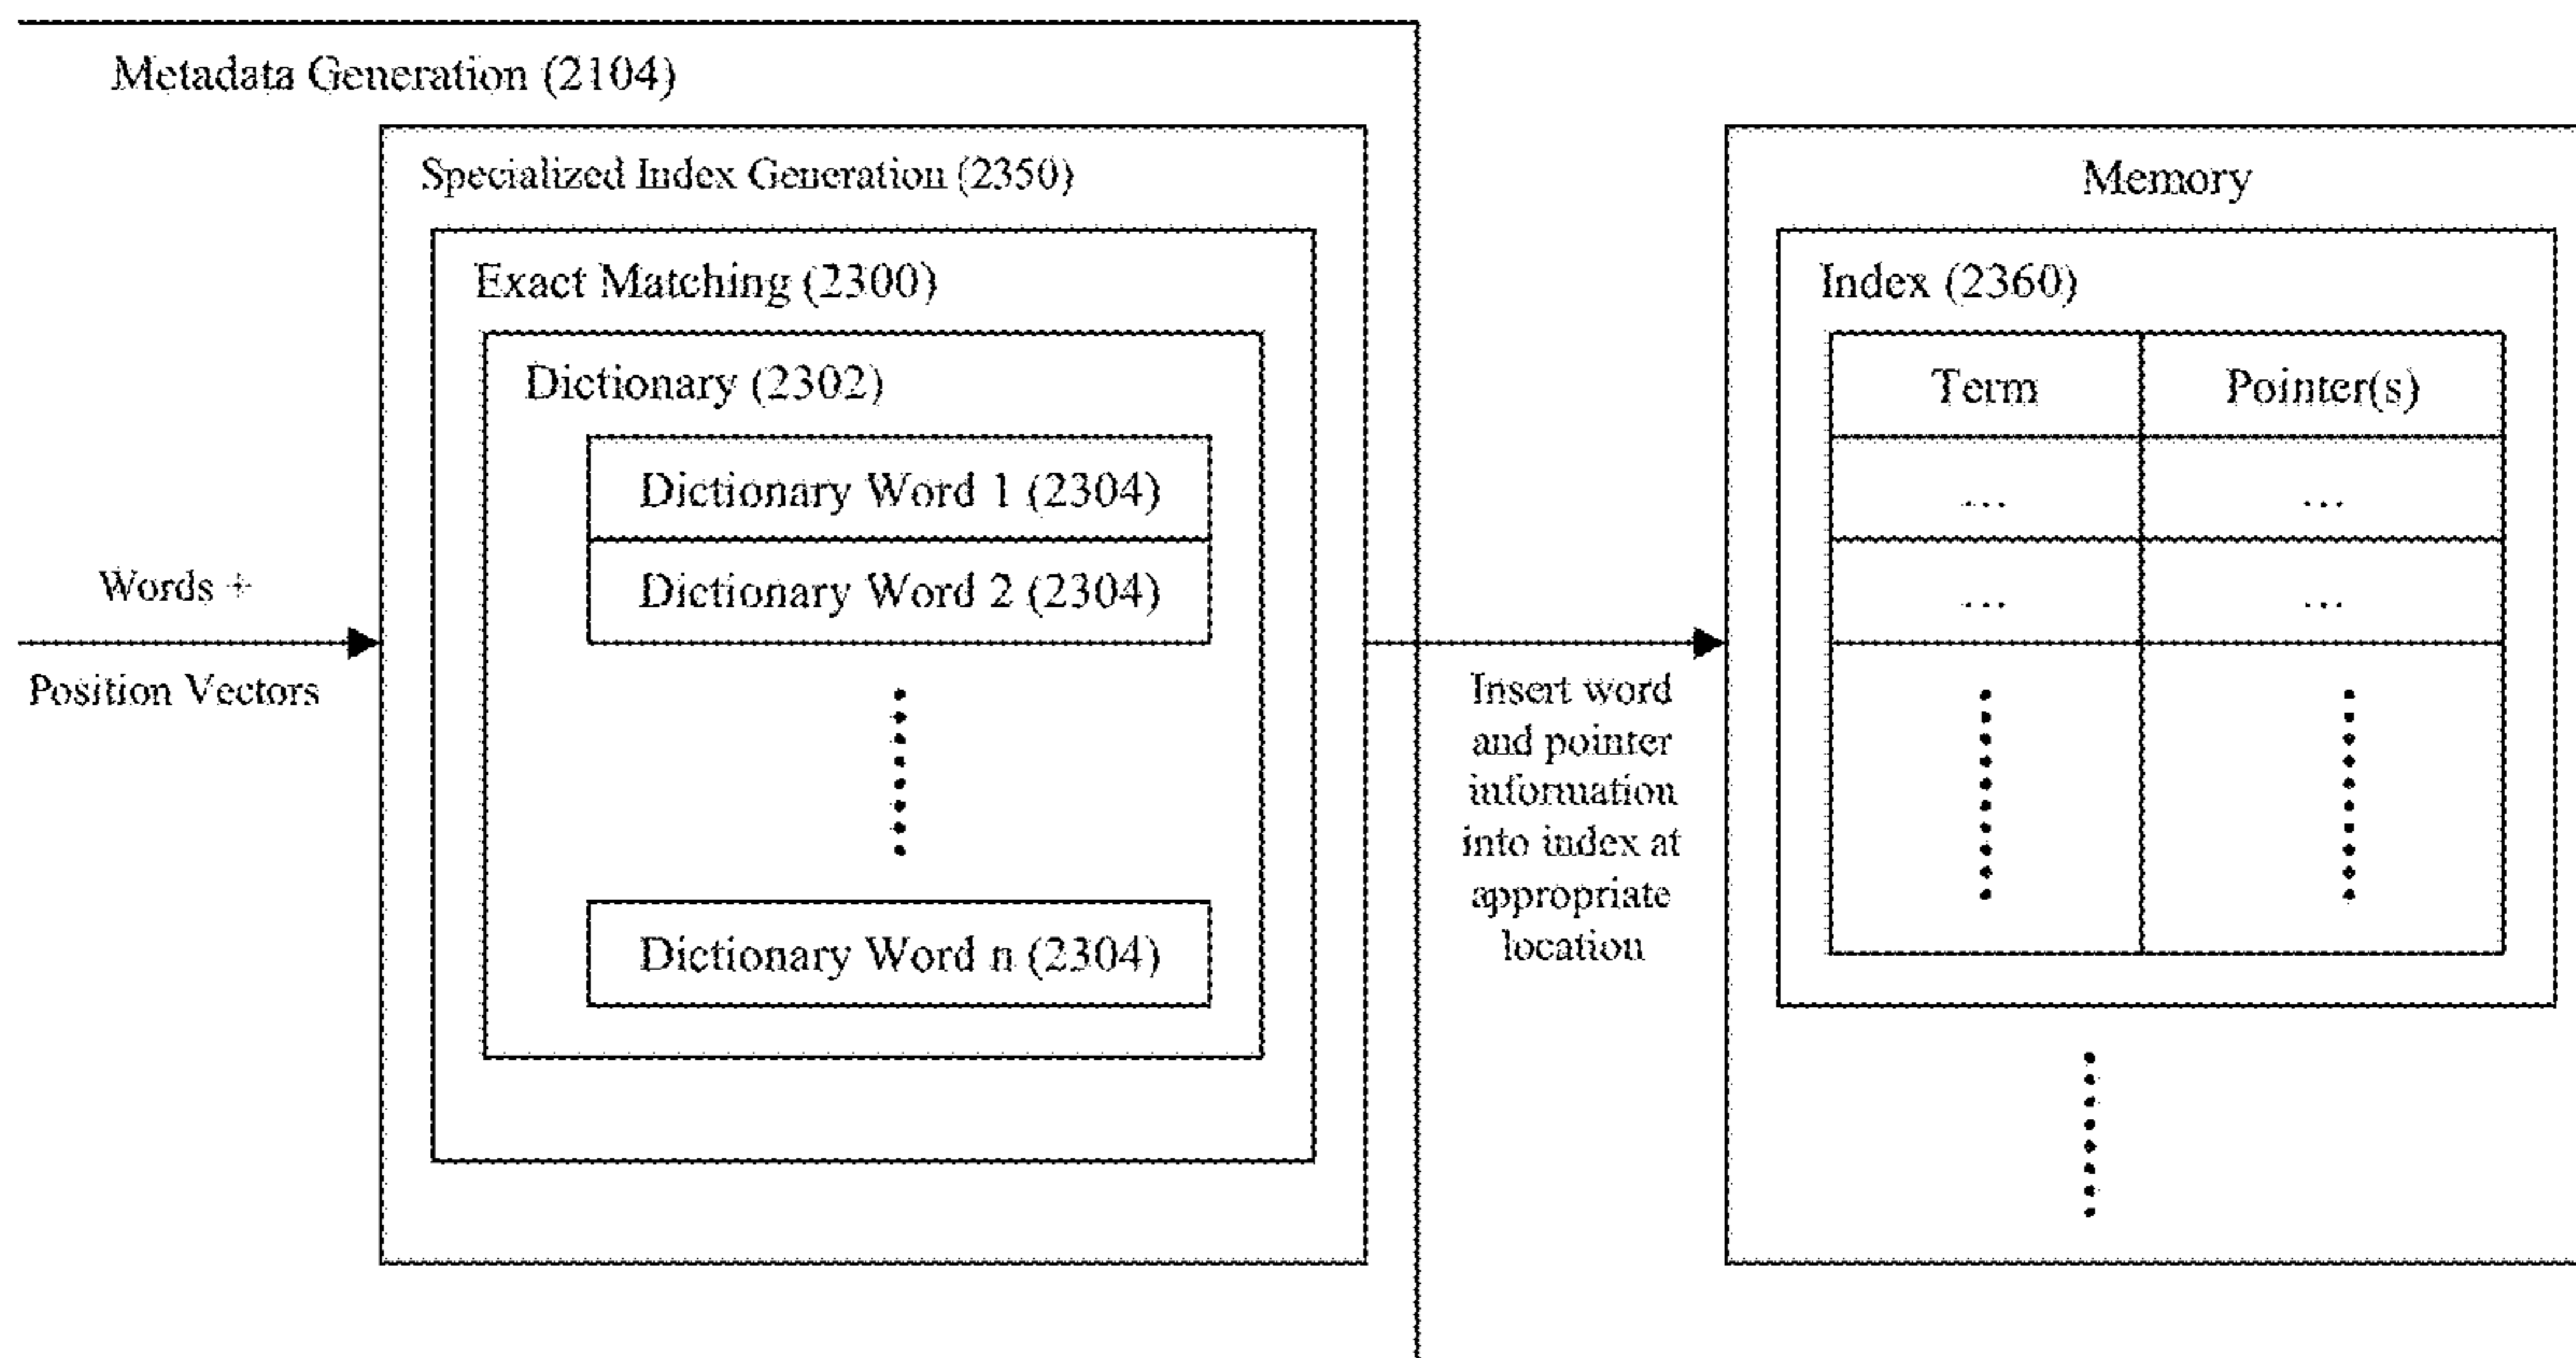 Metadata Generation (2104)
Specialized Index Generation (2350)
Exact Matching (2300)
Dictionary (2302)
Dictionary Word 1 (2304)
Dictionary Word 2 (2304)
Dictionary Word n (2304)
Words +
Position Vectors
Insert word
and pointer
information
into index at
appropriate
location
Memory
Index (2360)
Term Pointer(s)
... ...
... ...